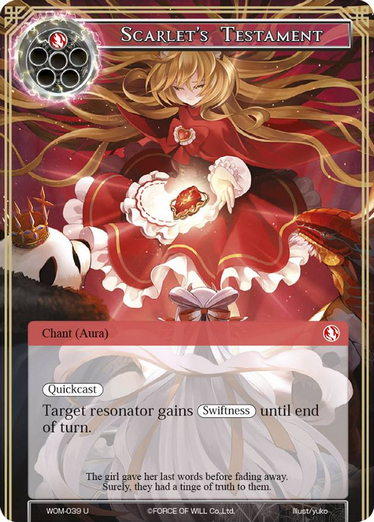 Scarlet's Testament
Chant (Aura)
Quickcast
Target resonator gains Swiftness until end
of turn.
The girl gave her last words before fading away.
Surely, they had a tinge of truth to them.
WOM-039 U ©FORCE OF WILL Co.,Ltd. Illust/yuko